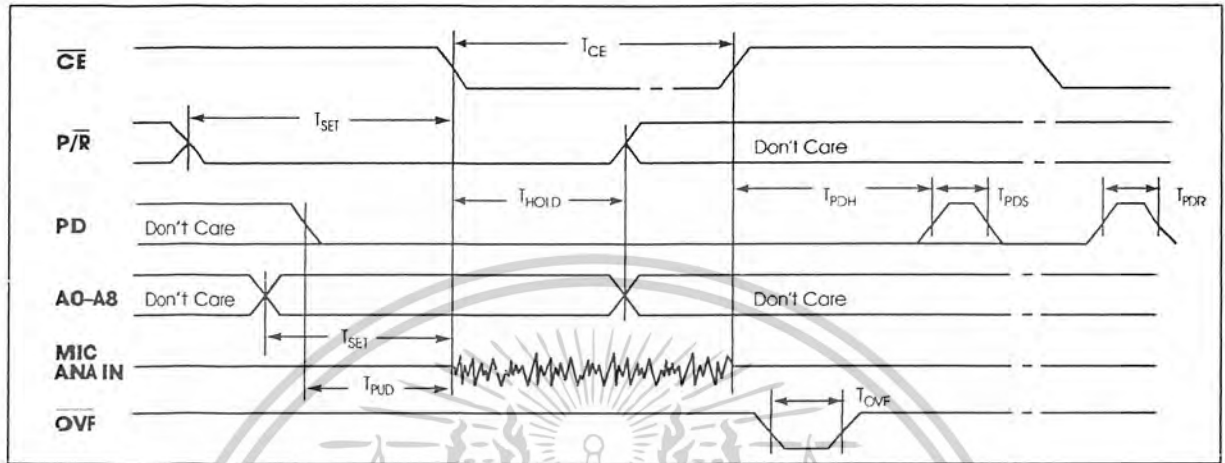 CE T_CE
P/R T_SET Don't Care
PD Don't Care T_HOLD T_PDH T_PDS T_PDR
A0-A8 Don't Care Don't Care
T_SET
MIC
ANA IN
T_PUD
OVF T_OVF